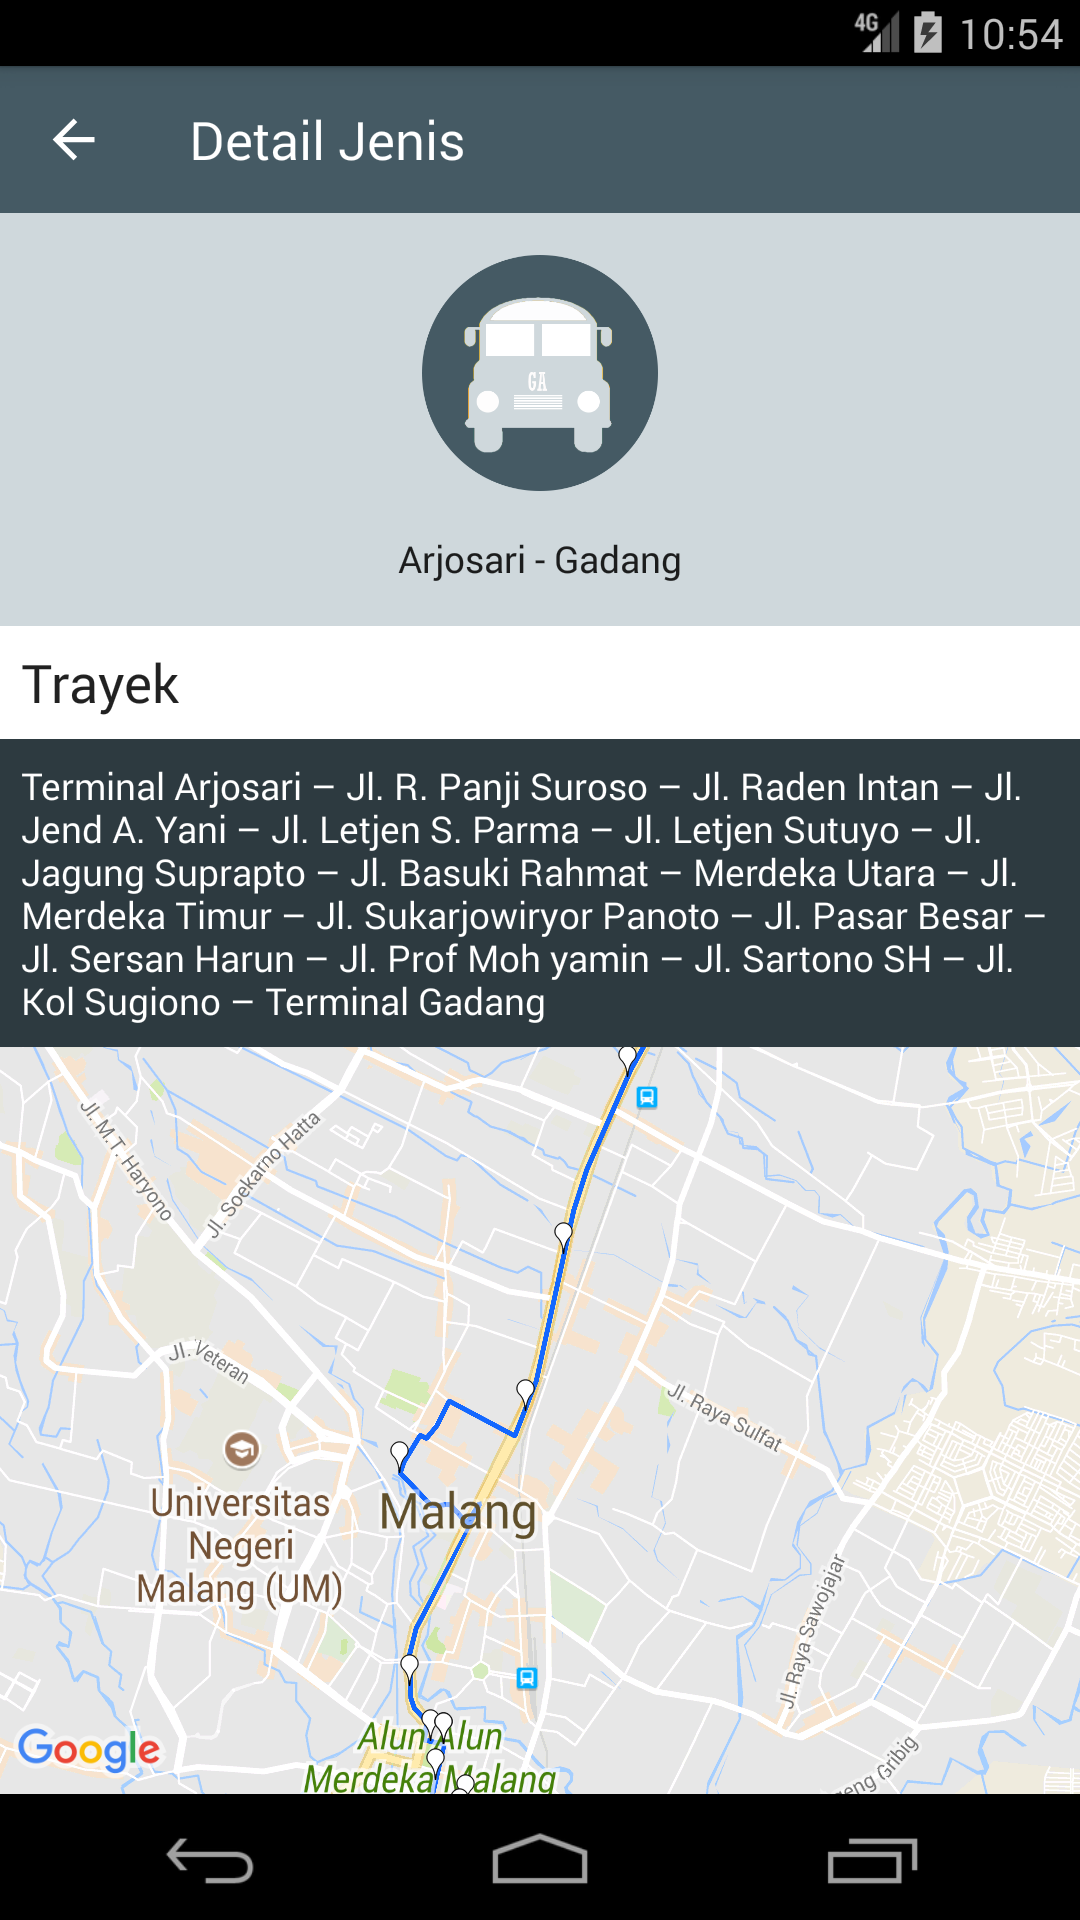 4G 10:54
Detail Jenis
GA
Arjosari - Gadang
Trayek
Terminal Arjosari – Jl. R. Panji Suroso – Jl. Raden Intan – Jl.
Jend A. Yani – Jl. Letjen S. Parma – Jl. Letjen Sutuyo – Jl.
Jagung Suprapto – Jl. Basuki Rahmat – Merdeka Utara – Jl.
Merdeka Timur – Jl. Sukarjowiryor Panoto – Jl. Pasar Besar –
Jl. Sersan Harun – Jl. Prof Moh yamin – Jl. Sartono SH – Jl.
Kol Sugiono – Terminal Gadang
Jl. M.T. Haryono
Jl. Soekarno Hatta
Jl. Veteran
Jl. Raya Sulfat
Universitas
Negeri
Malang (UM)
Malang
Jl. Raya Sawojajar
Alun-Alun
Merdeka Malang
Google
geng Gribig